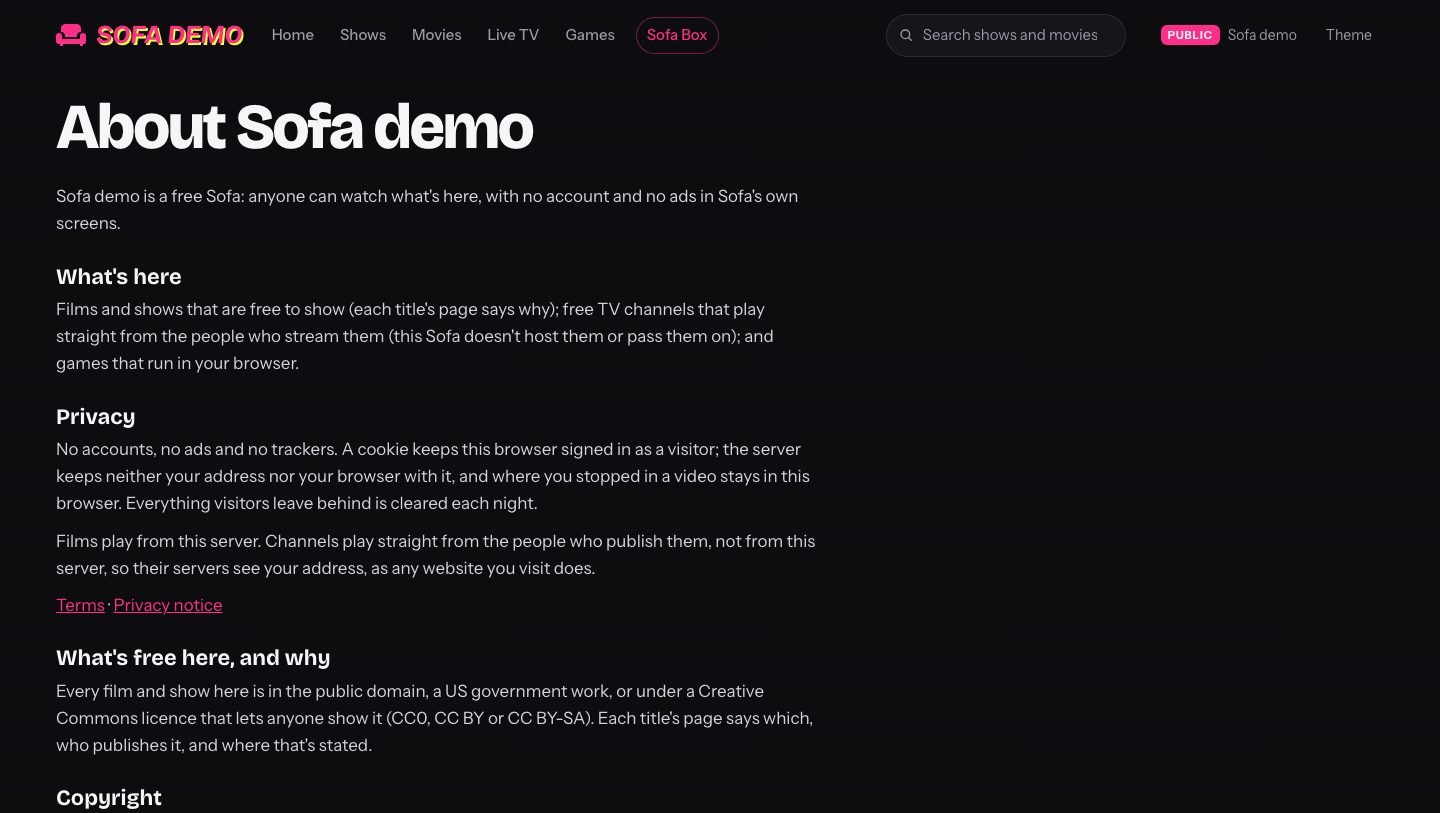 SOFA DEMO
Home
Shows
Movies
Live TV
Games
Sofa Box
Search shows and movies
PUBLIC
Sofa demo
Theme
About Sofa demo
Sofa demo is a free Sofa: anyone can watch what's here, with no account and no ads in Sofa's own
screens.
What's here
Films and shows that are free to show (each title's page says why); free TV channels that play
straight from the people who stream them (this Sofa doesn't host them or pass them on); and
games that run in your browser.
Privacy
No accounts, no ads and no trackers. A cookie keeps this browser signed in as a visitor; the server
keeps neither your address nor your browser with it, and where you stopped in a video stays in this
browser. Everything visitors leave behind is cleared each night.
Films play from this server. Channels play straight from the people who publish them, not from this
server, so their servers see your address, as any website you visit does.
Terms · Privacy notice
What's free here, and why
Every film and show here is in the public domain, a US government work, or under a Creative
Commons licence that lets anyone show it (CC0, CC BY or CC BY-SA). Each title's page says which,
who publishes it, and where that's stated.
Copyright